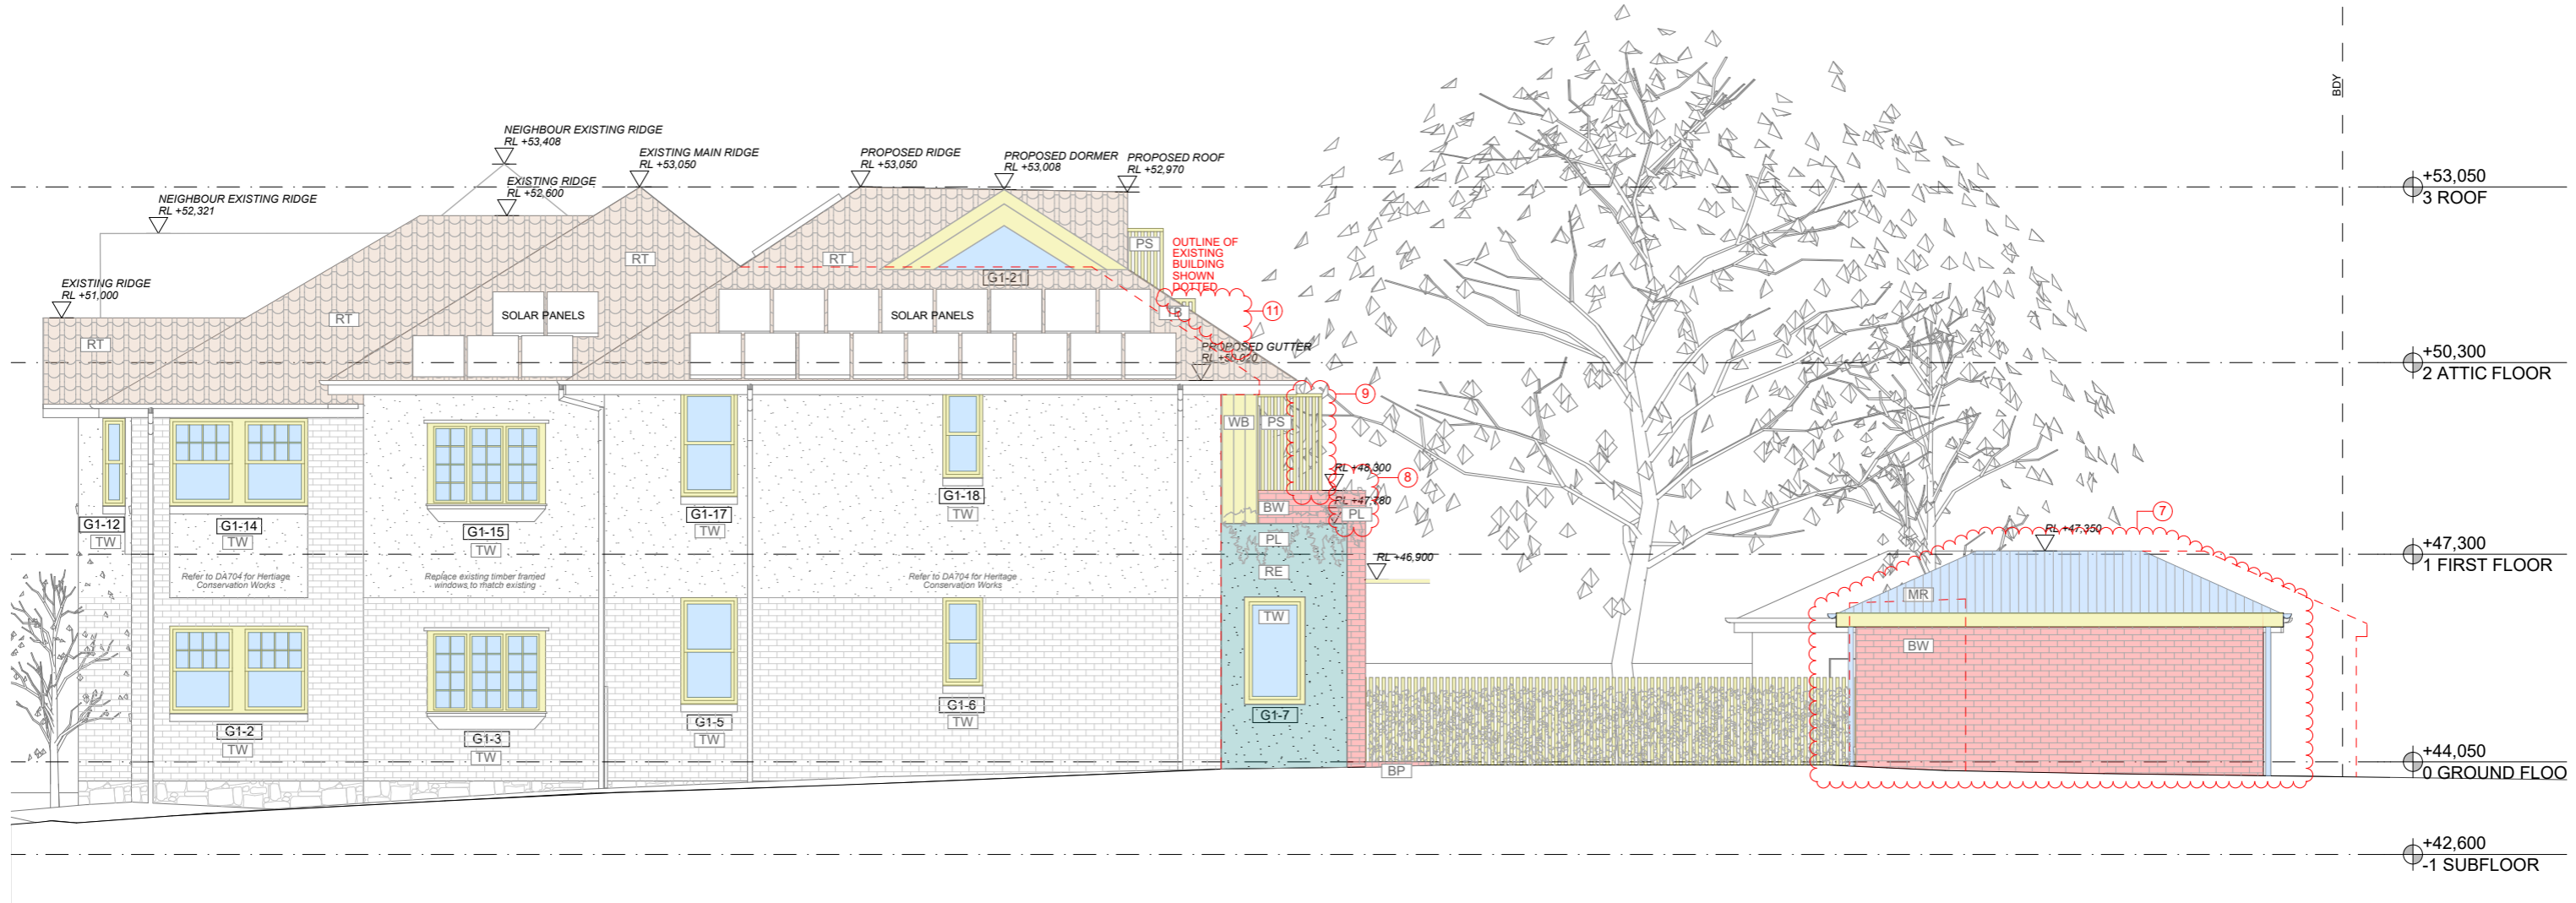 BDY
NEIGHBOUR EXISTING RIDGE
RL +53,408
EXISTING MAIN RIDGE
RL +53,050
PROPOSED RIDGE
RL +53,050
PROPOSED DORMER
RL +53,008
PROPOSED ROOF
RL +52,970
+53,050
3 ROOF
EXISTING RIDGE
RL +52,600
NEIGHBOUR EXISTING RIDGE
RL +52,321
PS
OUTLINE OF
EXISTING
BUILDING
SHOWN
DOTTED
RT
RT
G1-21
EXISTING RIDGE
RL +51,000
11
RT
SOLAR PANELS
SOLAR PANELS
RT
PROPOSED GUTTER
RL +50,020
+50,300
2 ATTIC FLOOR
9
WB
PS
RL +48,300
8
G1-12
TW
G1-14
TW
G1-15
TW
G1-17
TW
G1-18
TW
RL +47,780
BW
PL
7
PL
RL +47,350
+47,300
1 FIRST FLOOR
RL +46,900
RE
Refer to DA704 for Heritage
Conservation Works
Replace existing timber framed
windows to match existing
Refer to DA704 for Heritage
Conservation Works
MR
TW
BW
G1-2
TW
G1-3
TW
G1-5
TW
G1-6
TW
G1-7
BP
+44,050
0 GROUND FLOO
+42,600
-1 SUBFLOOR